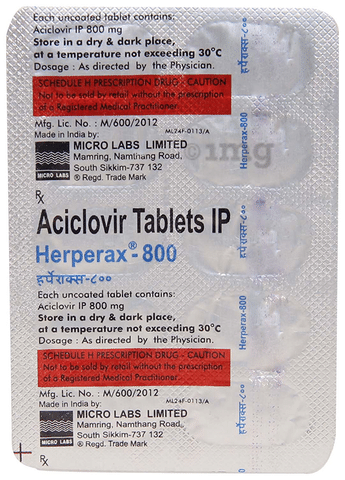 Each uncoated tablet contains:
Aciclovir IP 800 mg
Store in a dry & dark place,
at a temperature not exceeding 30°C
Dosage : As directed by the Physician.
SCHEDULE H PRESCRIPTION DRUG - CAUTION
Not to be sold by retail without the prescription
of a Registered Medical Practitioner.
Mfg. Lic. No. : M/600/2012
Made in India by: ML24F-0113/A
MICRO LABS LIMITED
Mamring, Namthang Road,
South Sikkim-737 132
® Regd. Trade Mark
MICRO LABS
℞
Aciclovir Tablets IP
Herperax®-800
हर्पेराक्स-८००
Each uncoated tablet contains:
Aciclovir IP 800 mg
Store in a dry & dark place,
at a temperature not exceeding 30°C
Dosage : As directed by the Physician.
SCHEDULE H PRESCRIPTION DRUG - CAUTION
Not to be sold by retail without the prescription
of a Registered Medical Practitioner.
Mfg. Lic. No. : M/600/2012
Made in India by: ML24F-0113/A
MICRO LABS LIMITED
Mamring, Namthang Road,
South Sikkim-737 132
® Regd. Trade Mark
MICRO LABS
℞
हर्पेराक्स-८००
Herperax-800
हर्पेराक्स-८००
Herperax-800
हर्पेराक्स-८००
1mg